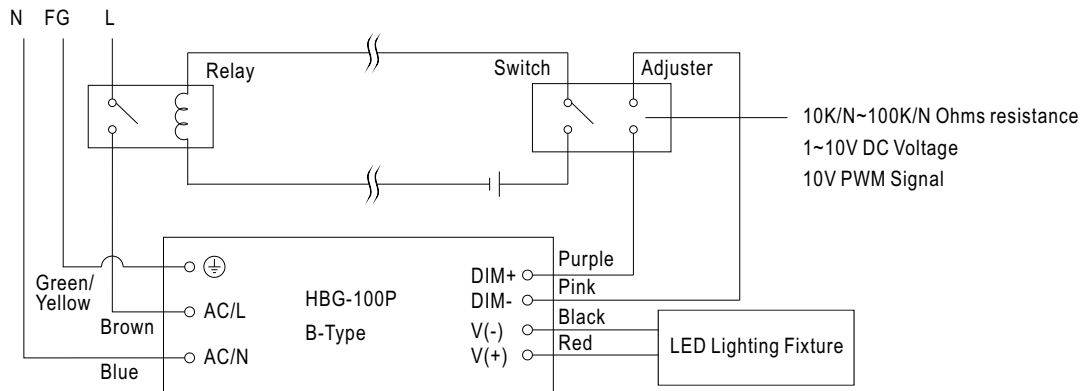 N FG L
Relay
Switch
Adjuster
10K/N~100K/N Ohms resistance
1~10V DC Voltage
10V PWM Signal
Green/
Yellow
Brown
Blue
AC/L
AC/N
HBG-100P
B-Type
DIM+
DIM-
V(-)
V(+)
Purple
Pink
Black
Red
LED Lighting Fixture